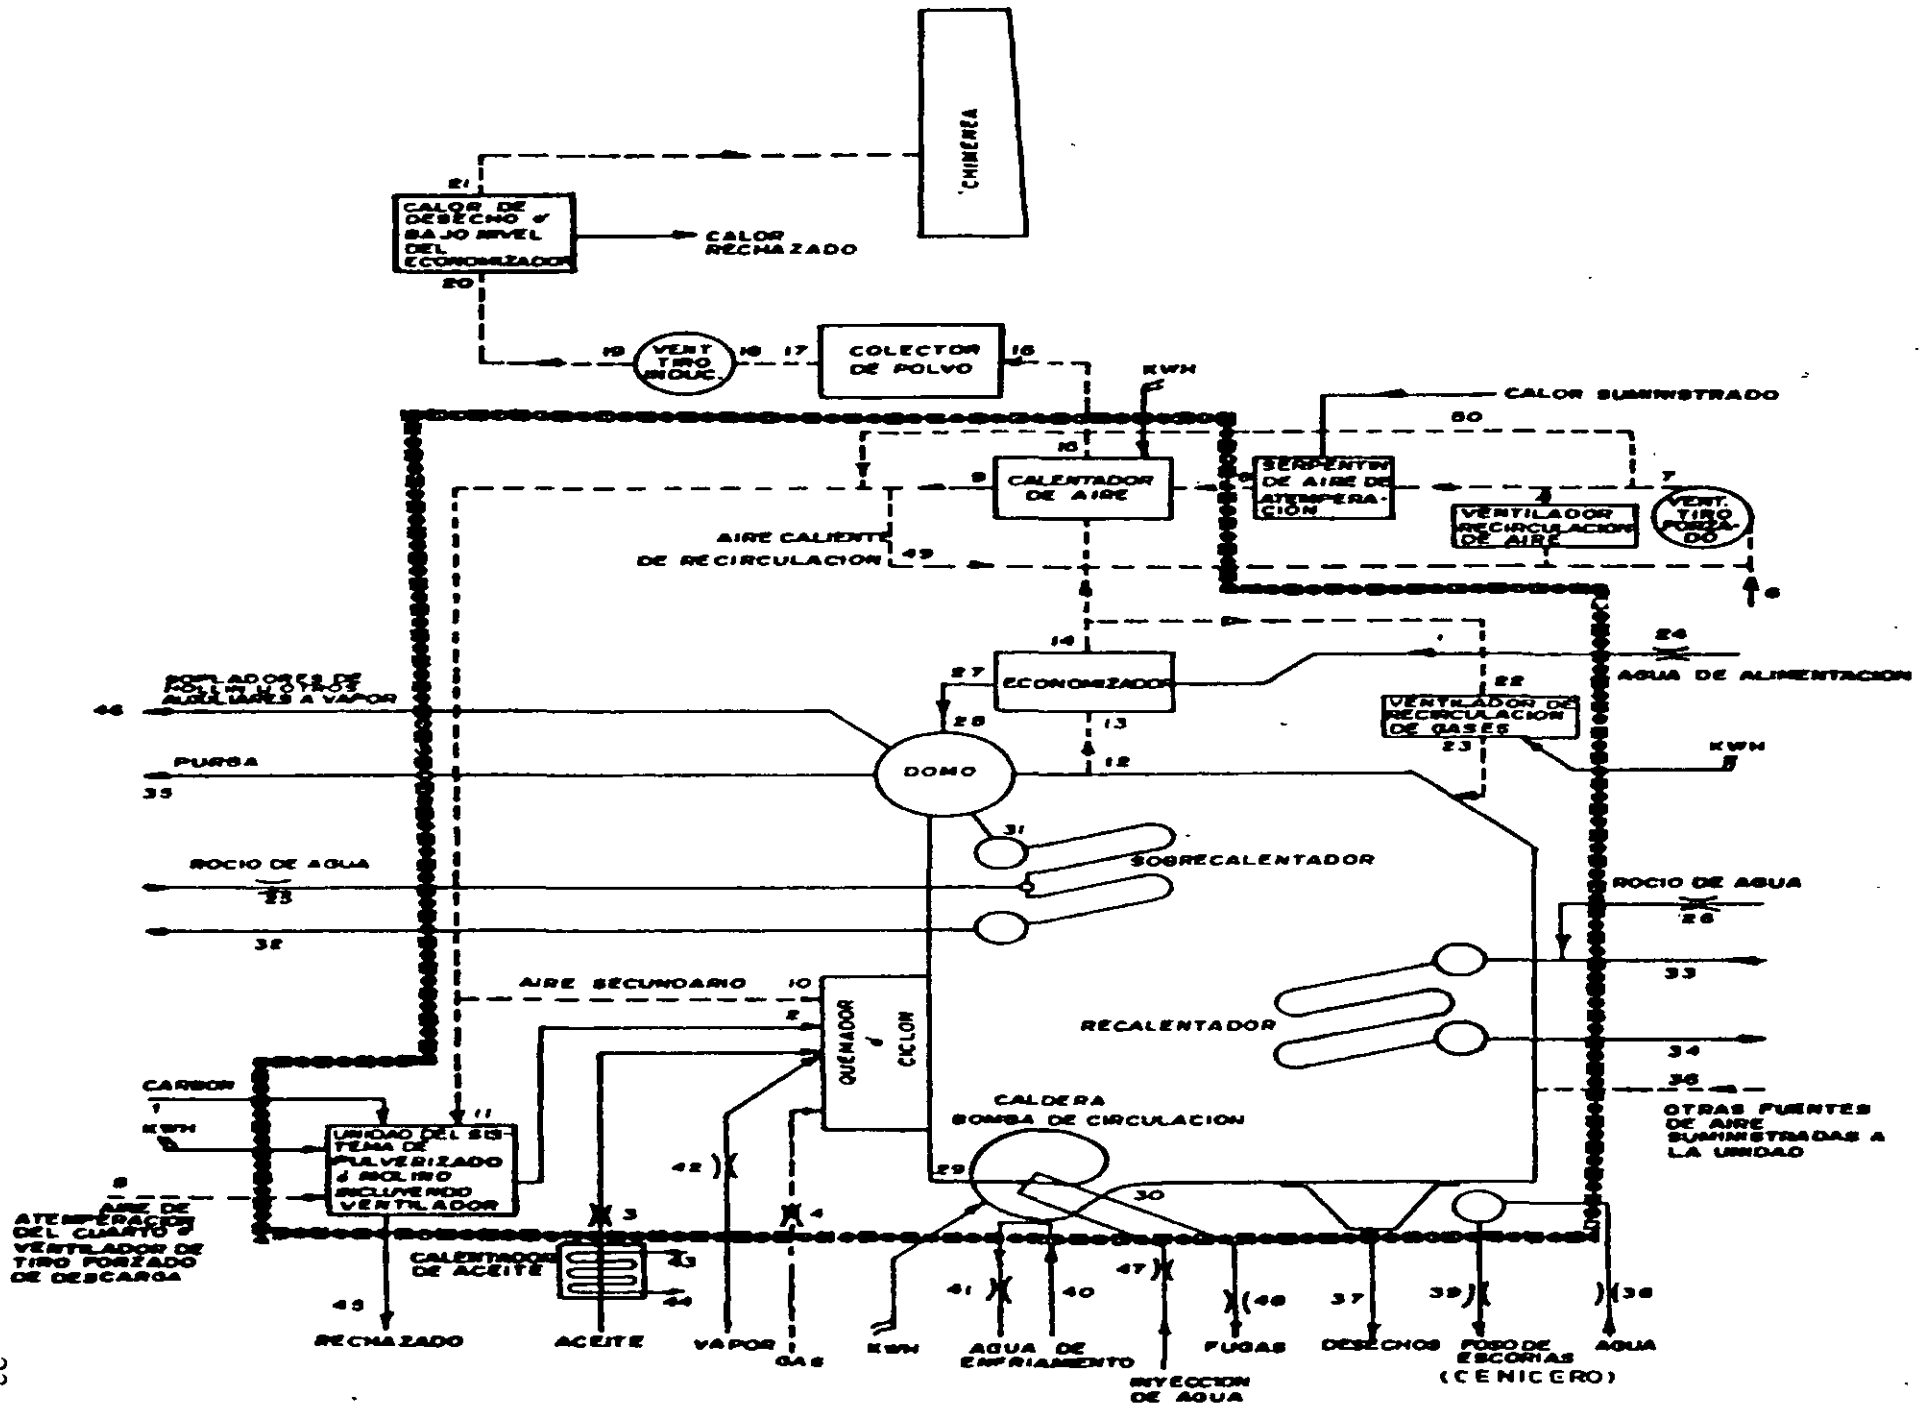 CHIMENEA
21
CALOR DE
DESECHO ó
BAJO NIVEL
DEL
ECONOMIZADOR
CALOR
RECHAZADO
20
19
VENT
TIRO
INDUC.
18
17
COLECTOR
DE POLVO
16
KWH
CALOR SUMINISTRADO
50
15
9
CALENTADOR
DE AIRE
8
SERPENTIN
DE AIRE DE
ATEMPERA-
CIÓN
7
VENT.
TIRO
FORZA-
DO
VENTILADOR
RECIRCULACION
DE AIRE
AIRE CALIENTE
DE RECIRCULACION
49
6
14
24
AGUA DE ALIMENTACION
27
ECONOMIZADOR
22
VENTILADOR DE
RECIRCULACION
DE GASES
23
KWH
SOPLADORES DE
HOLLIN U OTROS
AUXILIARES A VAPOR
46
28
13
PURGA
35
DOMO
12
31
SOBRECALENTADOR
ROCIO DE AGUA
25
32
ROCIO DE AGUA
26
33
AIRE SECUNDARIO
10
2
QUEMADOR
ó
CICLON
RECALENTADOR
34
36
OTRAS FUENTES
DE AIRE
SUMINISTRADAS A
LA UNIDAD
CARBON
1
KWH
11
UNIDAD DEL SIS-
TEMA DE
PULVERIZADO
ó MOLINO
INCLUYENDO
VENTILADOR
CALDERA
BOMBA DE CIRCULACION
42
29
30
AIRE DE
ATEMPERACION
DEL CUARTO ó
VENTILADOR DE
TIRO FORZADO
DE DESCARGA
3
4
CALENTADOR
DE ACEITE
43
44
45
41
40
47
48
37
39
38
RECHAZADO
ACEITE
VAPOR
GAS
KWH
AGUA DE
ENFRIAMIENTO
INYECCION
DE AGUA
FUGAS
DESECHOS
FOSO DE
ESCORIAS
(CENICERO)
AGUA